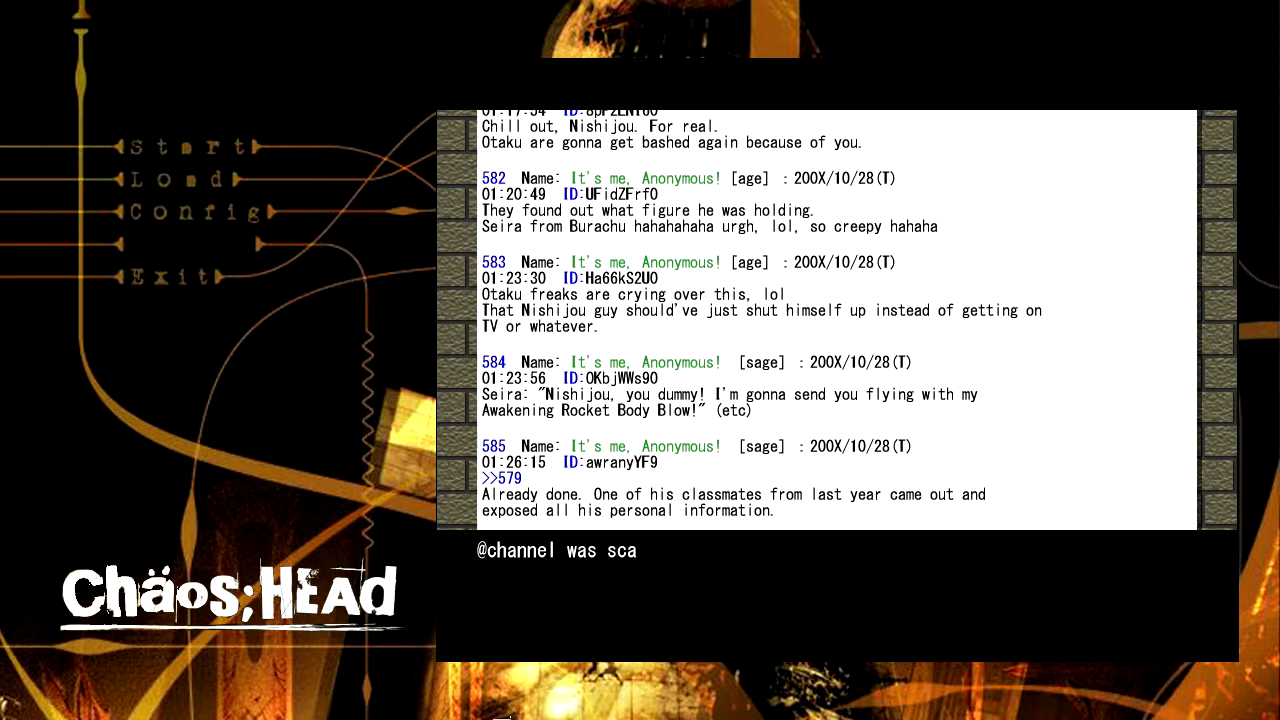 Start
Load
Config
Exit
Chäos;HEAd
Chill out, Nishijou. For real.
Otaku are gonna get bashed again because of you.
582 Name: It's me, Anonymous! [age] : 200X/10/28(T)
01:20:49 ID:UFidZFrf0
They found out what figure he was holding.
Seira from Burachu hahahahaha urgh, lol, so creepy hahaha
583 Name: It's me, Anonymous! [age] : 200X/10/28(T)
01:23:30 ID:Ha66kS2U0
Otaku freaks are crying over this, lol
That Nishijou guy should've just shut himself up instead of getting on
TV or whatever.
584 Name: It's me, Anonymous! [sage] : 200X/10/28(T)
01:23:56 ID:OKbjWWs90
Seira: "Nishijou, you dummy! I'm gonna send you flying with my
Awakening Rocket Body Blow!" (etc)
585 Name: It's me, Anonymous! [sage] : 200X/10/28(T)
01:26:15 ID:awranyYF9
>>579
Already done. One of his classmates from last year came out and
exposed all his personal information.
@channel was sca